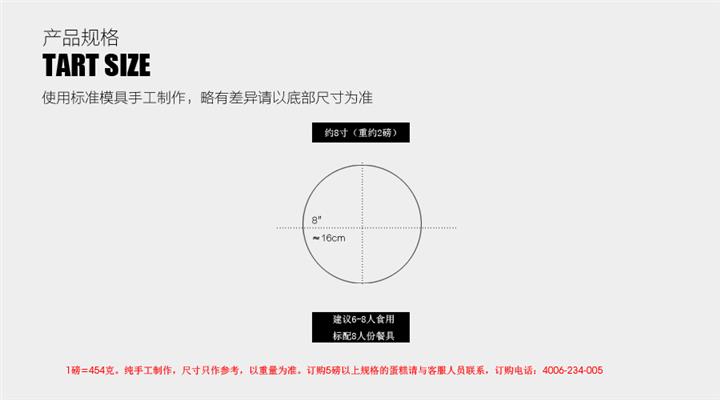 产品规格
TART SIZE
使用标准模具手工制作，略有差异请以底部尺寸为准
约8寸（重约2磅）
8"
≈16cm
建议6-8人食用
标配8人份餐具
1磅=454克。纯手工制作，尺寸只作参考，以重量为准。订购5磅以上规格的蛋糕请与客服人员联系，订购电话：4006-234-005